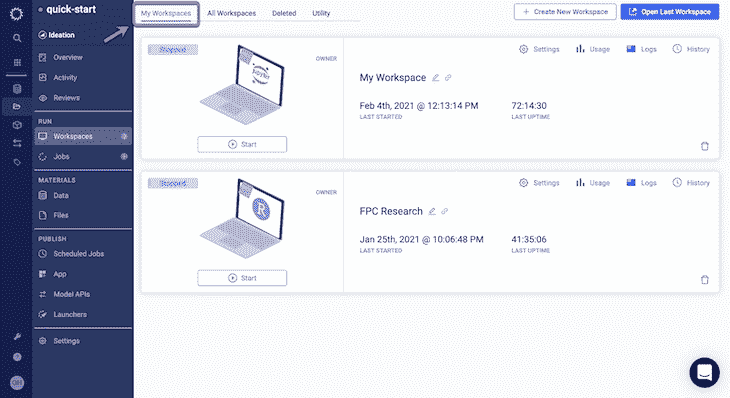 quick-start
Ideation
Overview
Activity
Reviews
RUN
Workspaces
Jobs
MATERIALS
Data
Files
PUBLISH
Scheduled Jobs
App
Model APIs
Launchers
Settings
My Workspaces All Workspaces Deleted Utility
+ Create New Workspace
Open Last Workspace
Stopped
OWNER
Settings Usage Logs History
My Workspace
Feb 4th, 2021 @ 12:13:14 PM 72:14:30
LAST STARTED LAST UPTIME
Start
Stopped
OWNER
R
Settings Usage Logs History
FPC Research
Jan 25th, 2021 @ 10:06:48 PM 41:35:06
LAST STARTED LAST UPTIME
Start